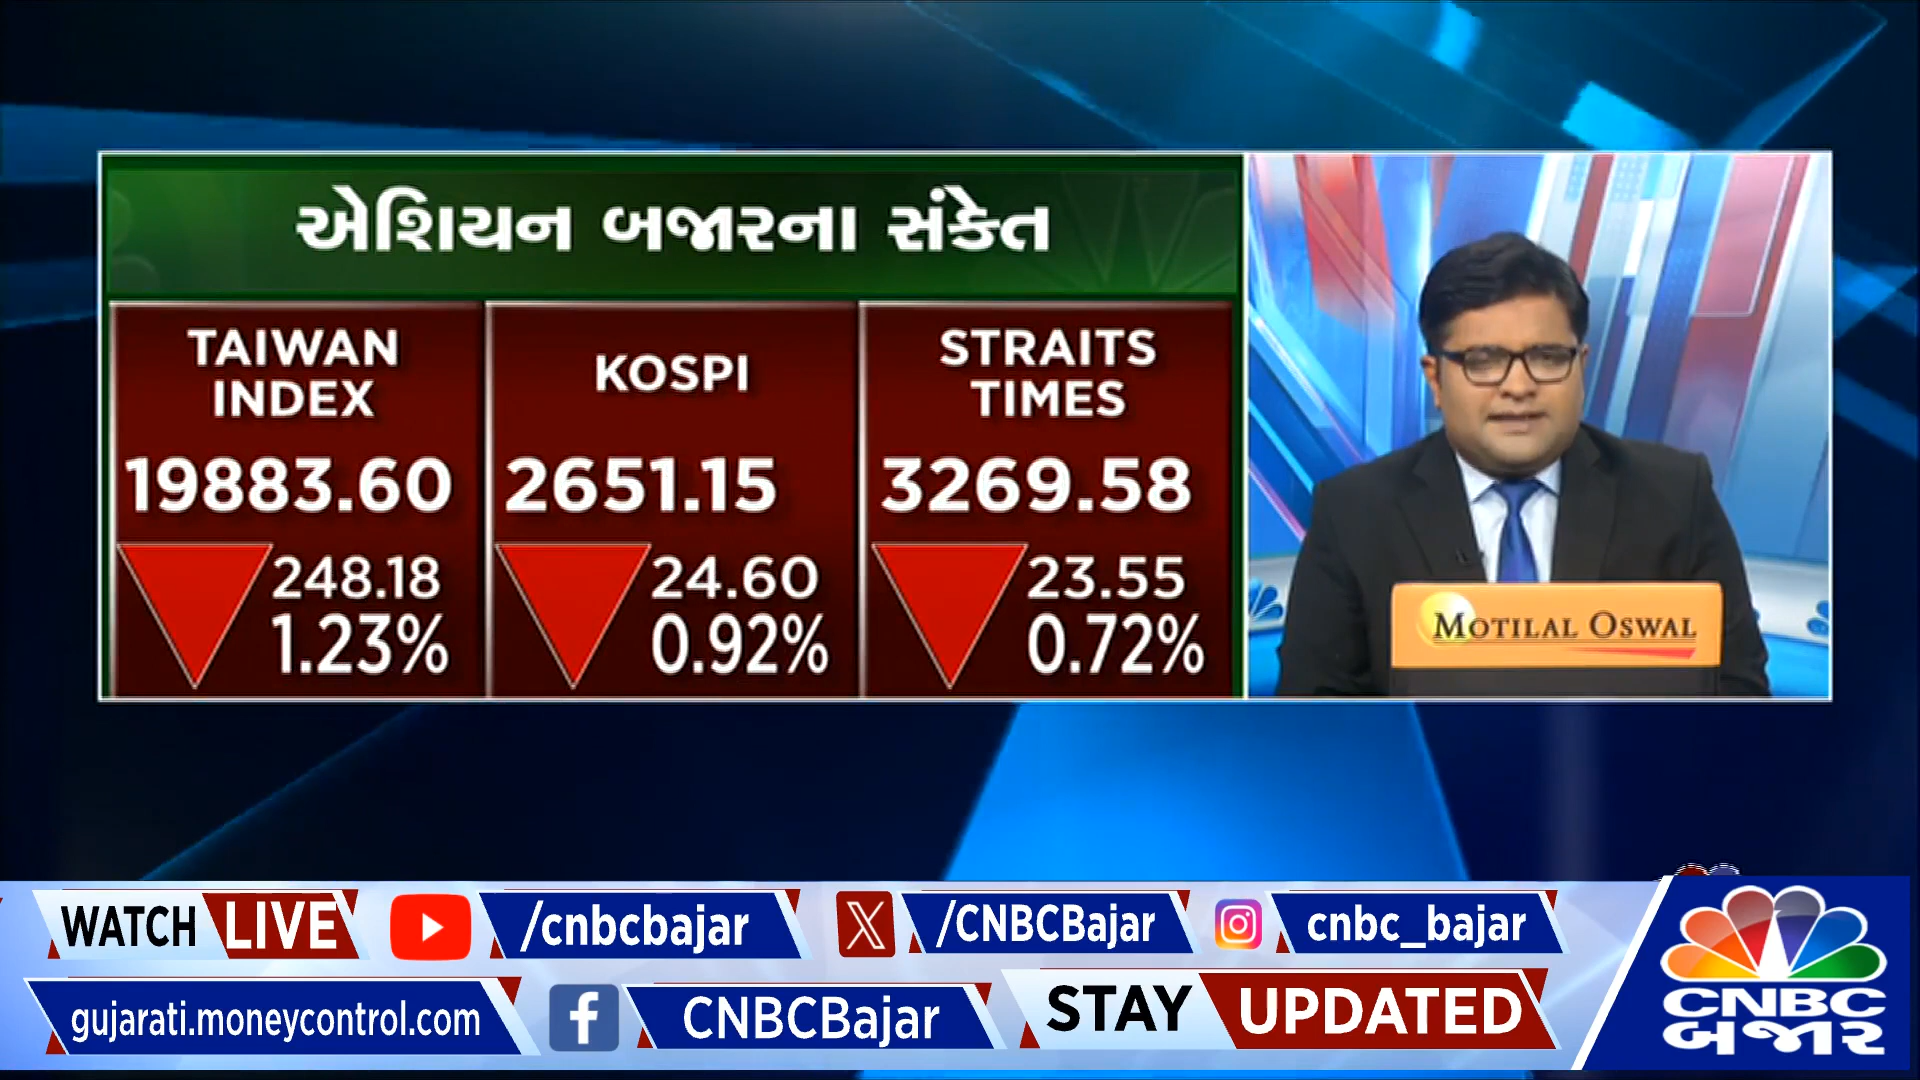 એશિયન બજારના સંકેત
TAIWAN
INDEX
19883.60
248.18
1.23%
KOSPI
2651.15
24.60
0.92%
STRAITS
TIMES
3269.58
23.55
0.72%
MOTILAL OSWAL
WATCH LIVE
/cnbcbajar
/CNBCBajar
cnbc_bajar
gujarati.moneycontrol.com
CNBCBajar
STAY UPDATED
CNBC
બજાર